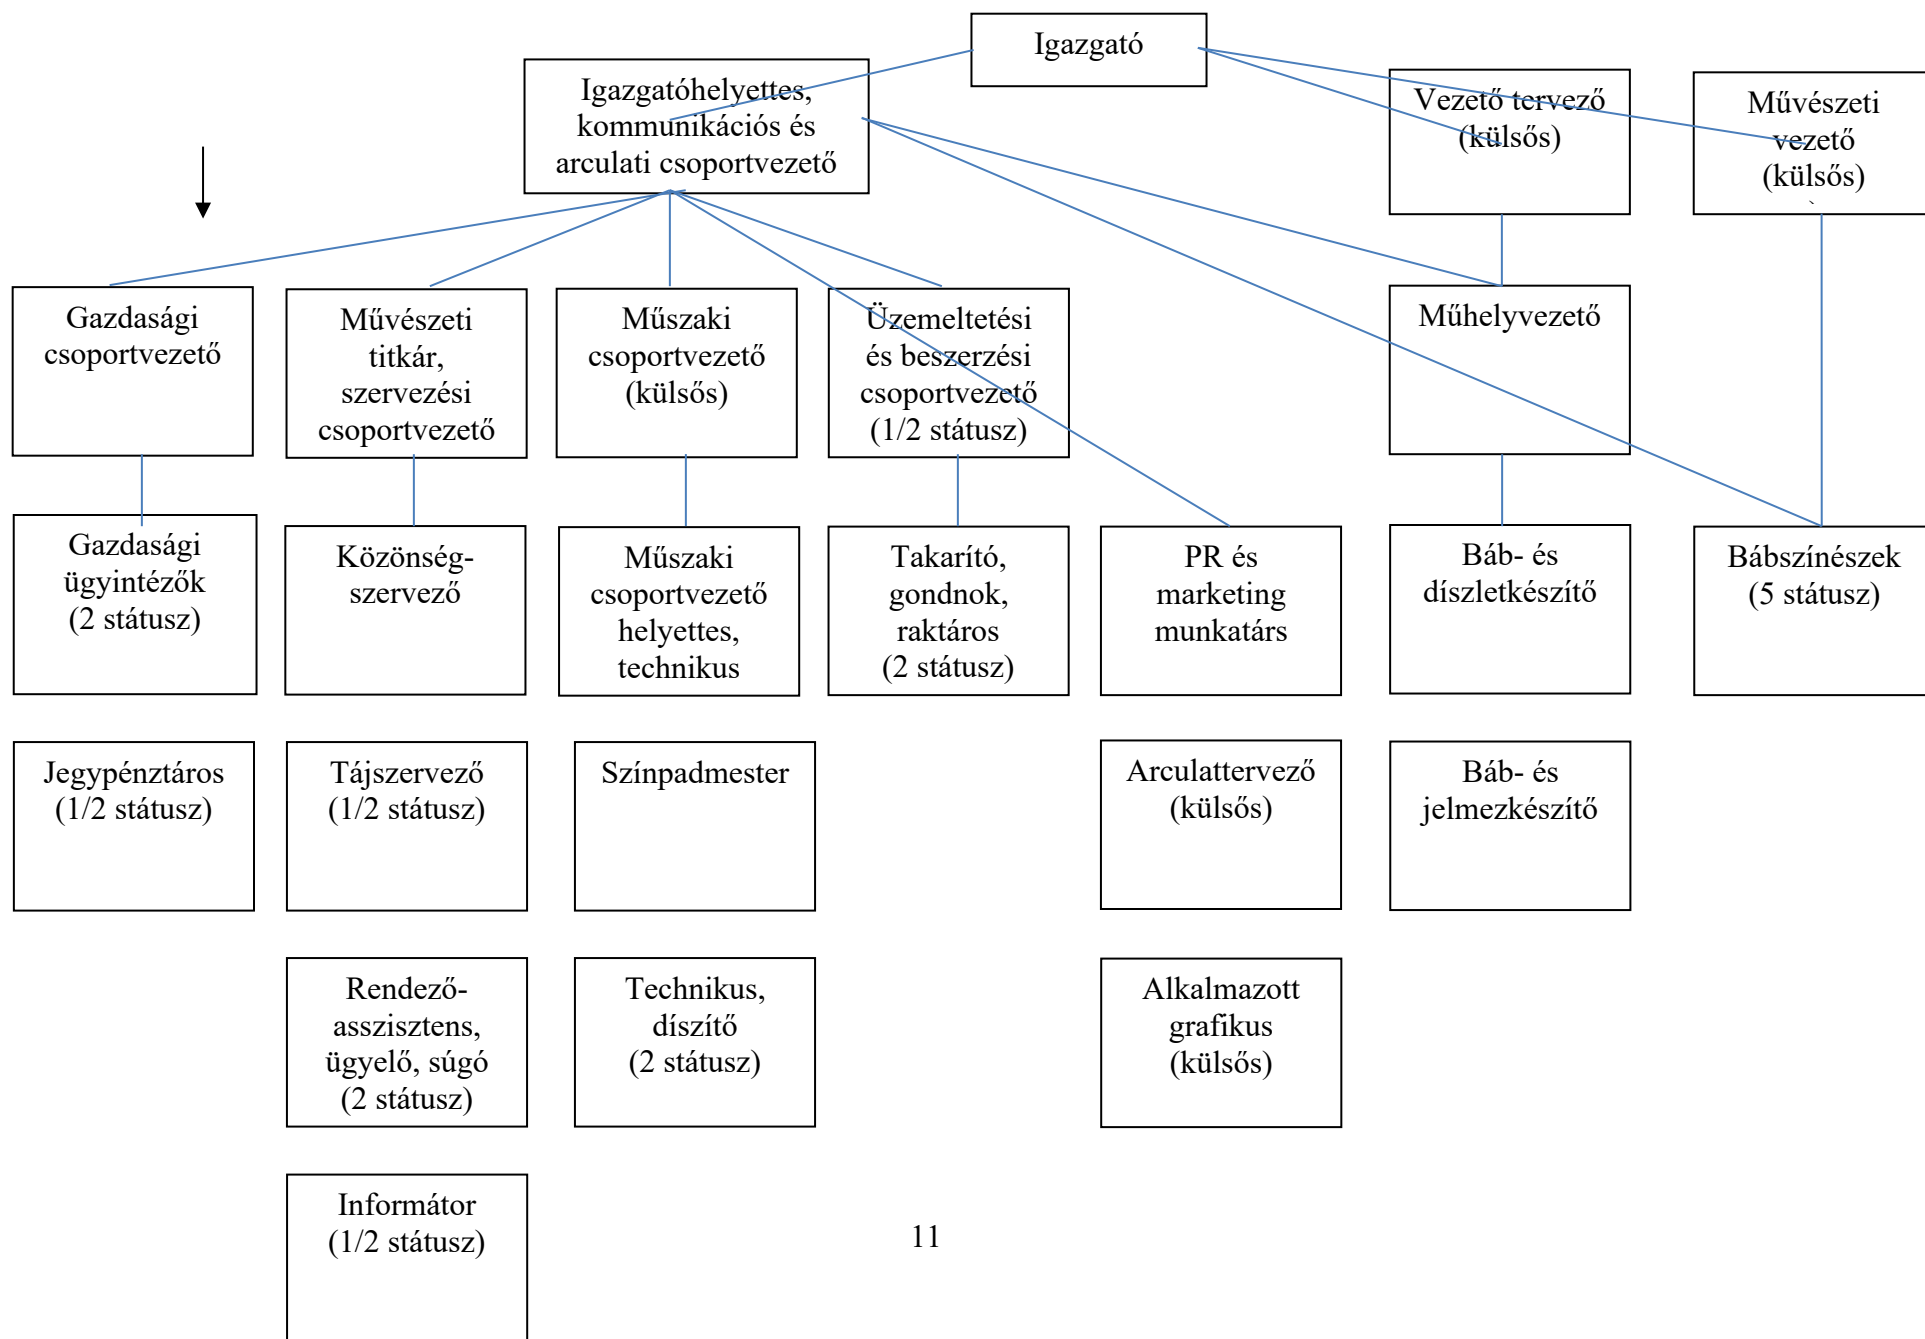 Igazgató
Igazgatóhelyettes,
kommunikációs és
arculati csoportvezető
Vezető tervező
(külsős)
Művészeti
vezető
(külsős)
Gazdasági
csoportvezető
Művészeti
titkár,
szervezési
csoportvezető
Műszaki
csoportvezető
(külsős)
Üzemeltetési
és beszerzési
csoportvezető
(1/2 státusz)
Műhelyvezető
Gazdasági
ügyintézők
(2 státusz)
Közönség-
szervező
Műszaki
csoportvezető
helyettes,
technikus
Takarító,
gondnok,
raktáros
(2 státusz)
PR és
marketing
munkatárs
Báb- és
díszletkészítő
Bábszínészek
(5 státusz)
Jegypénztáros
(1/2 státusz)
Tájszervező
(1/2 státusz)
Színpadmester
Arculattervező
(külsős)
Báb- és
jelmezkészítő
Rendező-
asszisztens,
ügyelő, súgó
(2 státusz)
Technikus,
díszítő
(2 státusz)
Alkalmazott
grafikus
(külsős)
Informátor
(1/2 státusz)
11